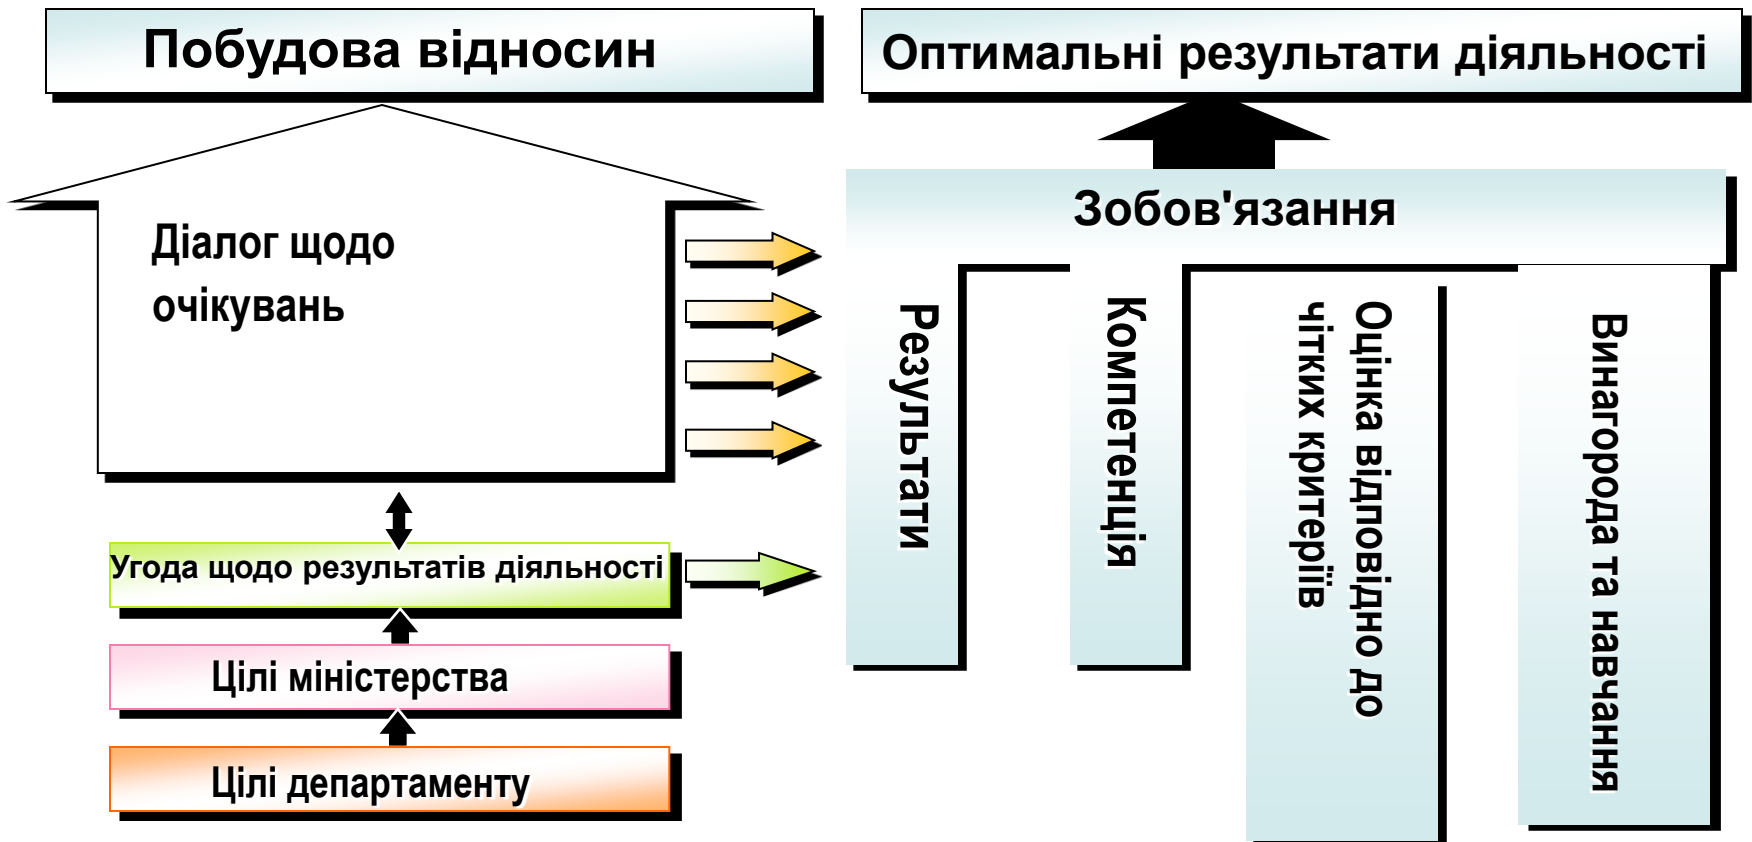 Побудова відносин
Оптимальні результати діяльності
Діалог щодо
очікувань
Угода щодо результатів діяльності
Цілі міністерства
Цілі департаменту
Зобов'язання
Результати
Компетенція
Оцінка відповідно до
чітких критеріїв
Винагорода та навчання